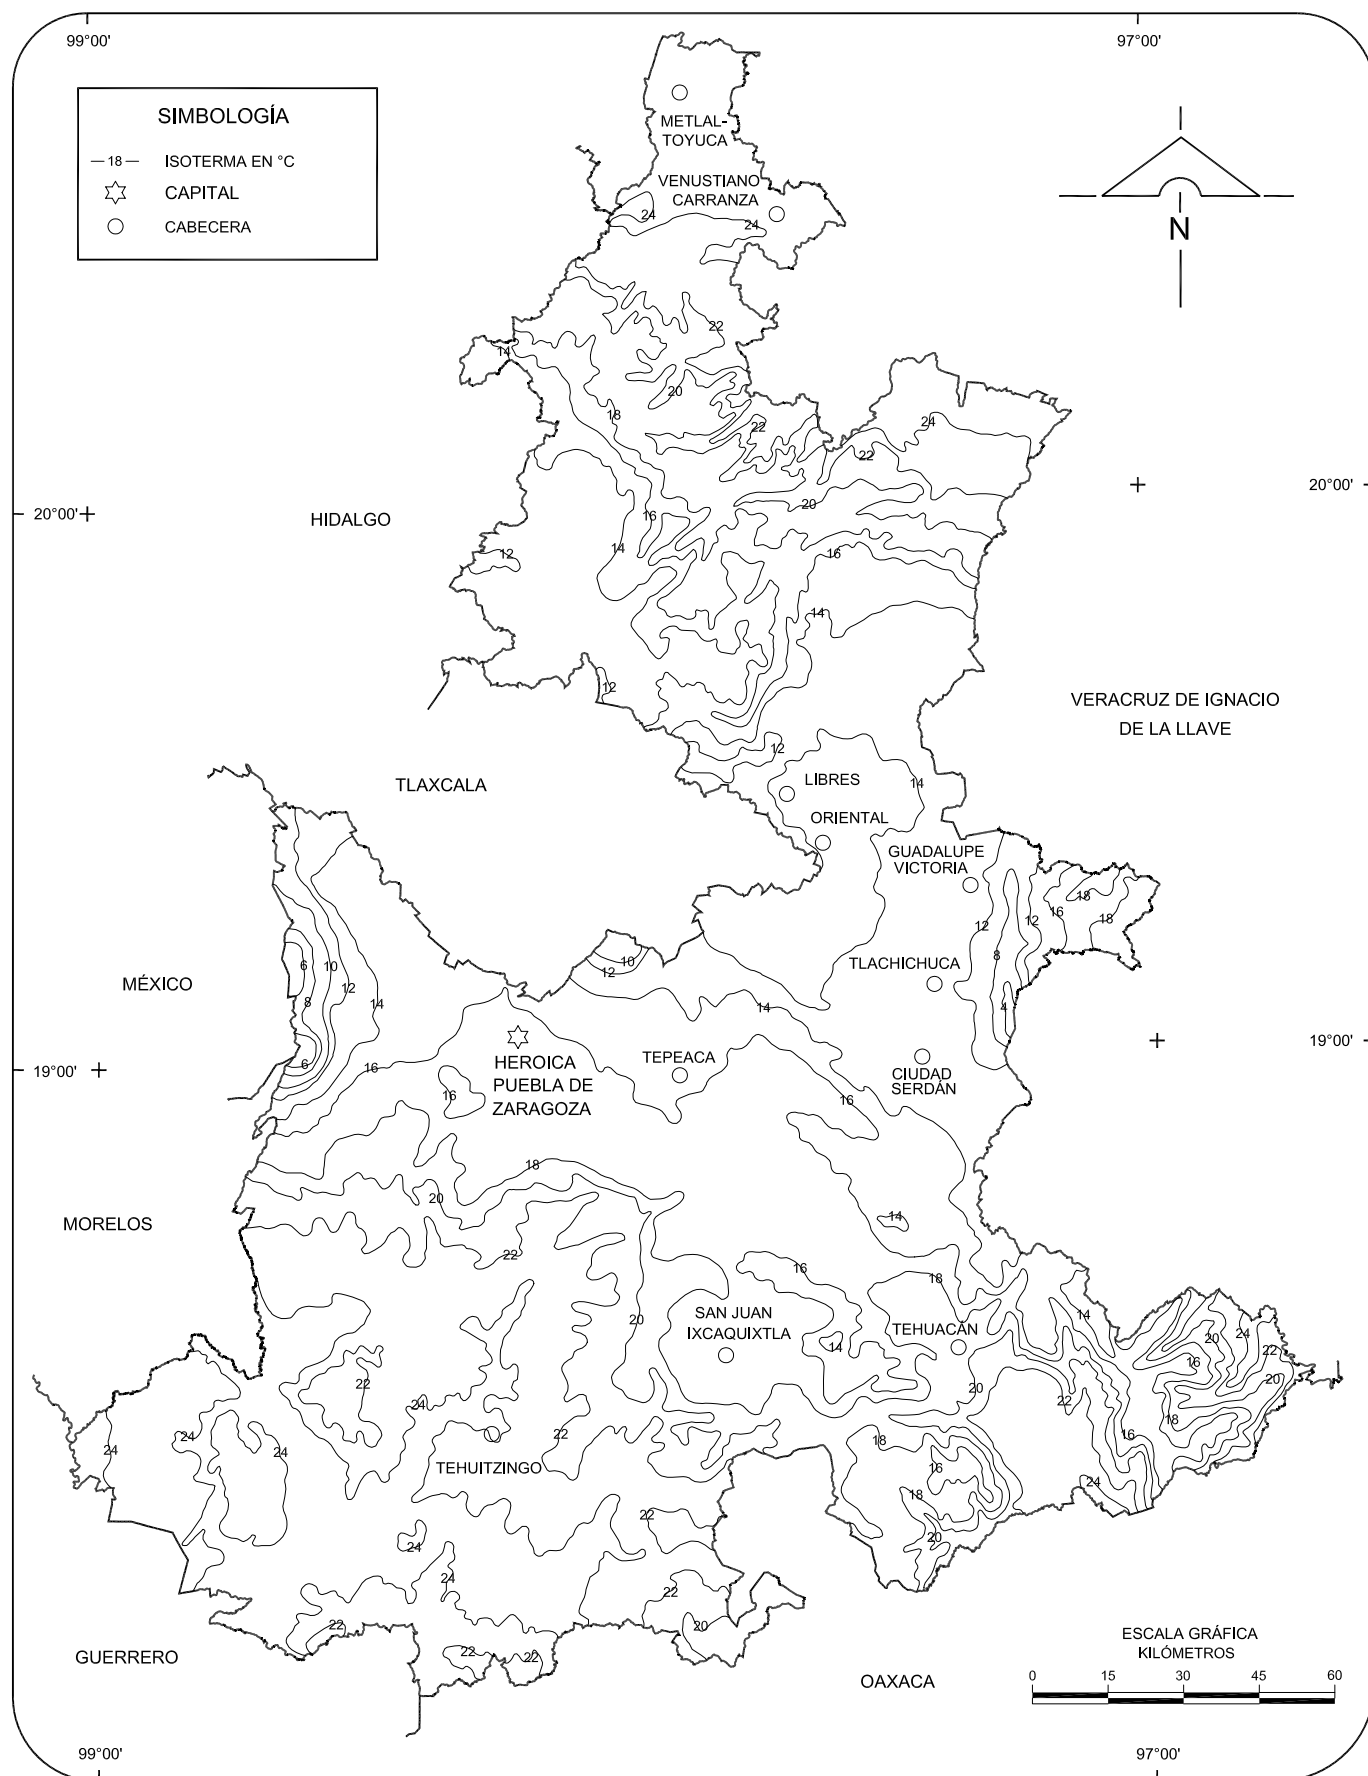 99°00'
97°00'
SIMBOLOGÍA
18
ISOTERMA EN °C
CAPITAL
CABECERA
METLAL-
TOYUCA
VENUSTIANO
CARRANZA
24
24
N
22
14
20
18
22
24
22
20
16
14
12
16
14
20°00'
20°00'
HIDALGO
12
VERACRUZ DE IGNACIO
DE LA LLAVE
12
14
TLAXCALA
LIBRES
ORIENTAL
GUADALUPE
VICTORIA
18
16
18
12
12
8
6
10
12
14
8
6
10
12
14
MÉXICO
TLACHICHUCA
4
19°00'
19°00'
16
16
HEROICA
PUEBLA DE
ZARAGOZA
TEPEACA
CIUDAD
SERDÁN
16
18
20
22
14
MORELOS
16
18
14
20
SAN JUAN
IXCAQUIXTLA
14
TEHUACÁN
20
24
22
16
20
22
24
20
22
18
16
24
24
24
22
TEHUITZINGO
18
16
18
24
22
20
24
24
22
20
22
22
22
GUERRERO
OAXACA
ESCALA GRÁFICA
KILÓMETROS
0 15 30 45 60
99°00'
97°00'